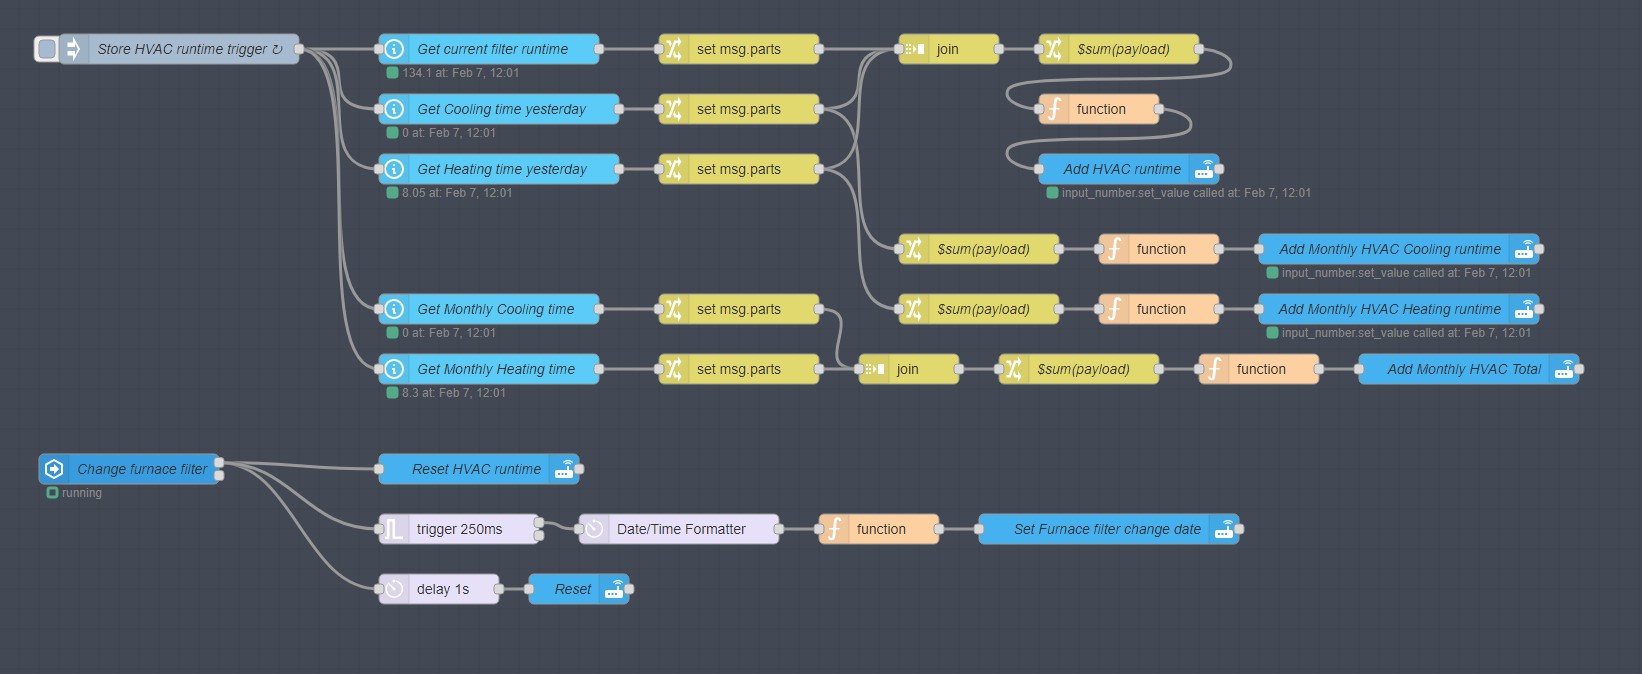 Store HVAC runtime trigger ↻
Get current filter runtime
set msg.parts
join
$sum(payload)
134.1 at: Feb 7, 12:01
Get Cooling time yesterday
set msg.parts
function
0 at: Feb 7, 12:01
Get Heating time yesterday
set msg.parts
Add HVAC runtime
8.05 at: Feb 7, 12:01
input_number.set_value called at: Feb 7, 12:01
$sum(payload)
function
Add Monthly HVAC Cooling runtime
input_number.set_value called at: Feb 7, 12:01
Get Monthly Cooling time
set msg.parts
$sum(payload)
function
Add Monthly HVAC Heating runtime
0 at: Feb 7, 12:01
input_number.set_value called at: Feb 7, 12:01
Get Monthly Heating time
set msg.parts
join
$sum(payload)
function
Add Monthly HVAC Total
8.3 at: Feb 7, 12:01
Change furnace filter
Reset HVAC runtime
running
trigger 250ms
Date/Time Formatter
function
Set Furnace filter change date
delay 1s
Reset